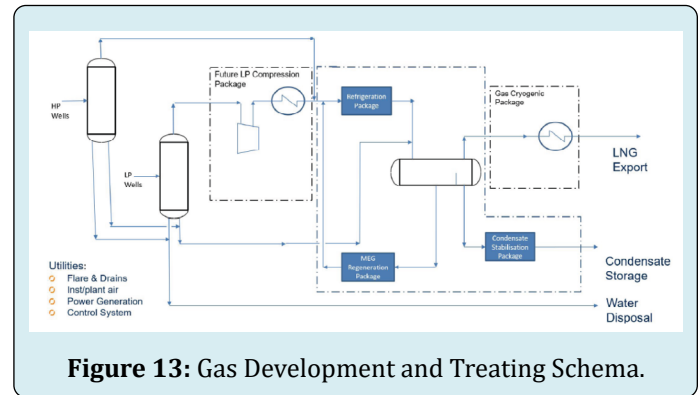 Future LP Compression
Package
Gas Cryogenic
Package
Refrigeration
Package
HP
Wells
LNG
Export
LP
Wells
MEG
Regeneration
Package
Condensate
Stabilisation
Package
Condensate
Storage
Utilities:
Flare & Drains
Inst/plant air
Power Generation
Control System
Water
Disposal
Figure 13: Gas Development and Treating Schema.